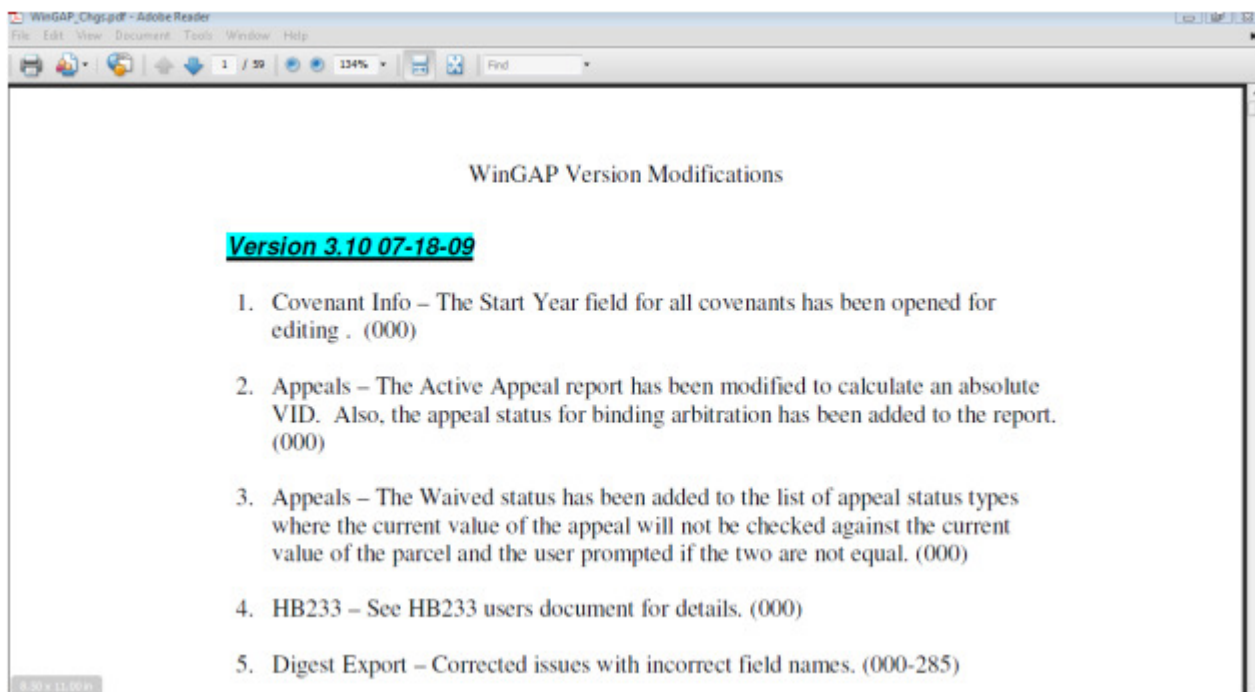 WinGAP_Chgs.pdf - Adobe Reader
File Edit View Document Tools Window Help
1 / 59 134% Find
WinGAP Version Modifications
Version 3.10 07-18-09
1. Covenant Info – The Start Year field for all covenants has been opened for
editing . (000)
2. Appeals – The Active Appeal report has been modified to calculate an absolute
VID. Also, the appeal status for binding arbitration has been added to the report.
(000)
3. Appeals – The Waived status has been added to the list of appeal status types
where the current value of the appeal will not be checked against the current
value of the parcel and the user prompted if the two are not equal. (000)
4. HB233 – See HB233 users document for details. (000)
5. Digest Export – Corrected issues with incorrect field names. (000-285)
8.50 x 11.00 in